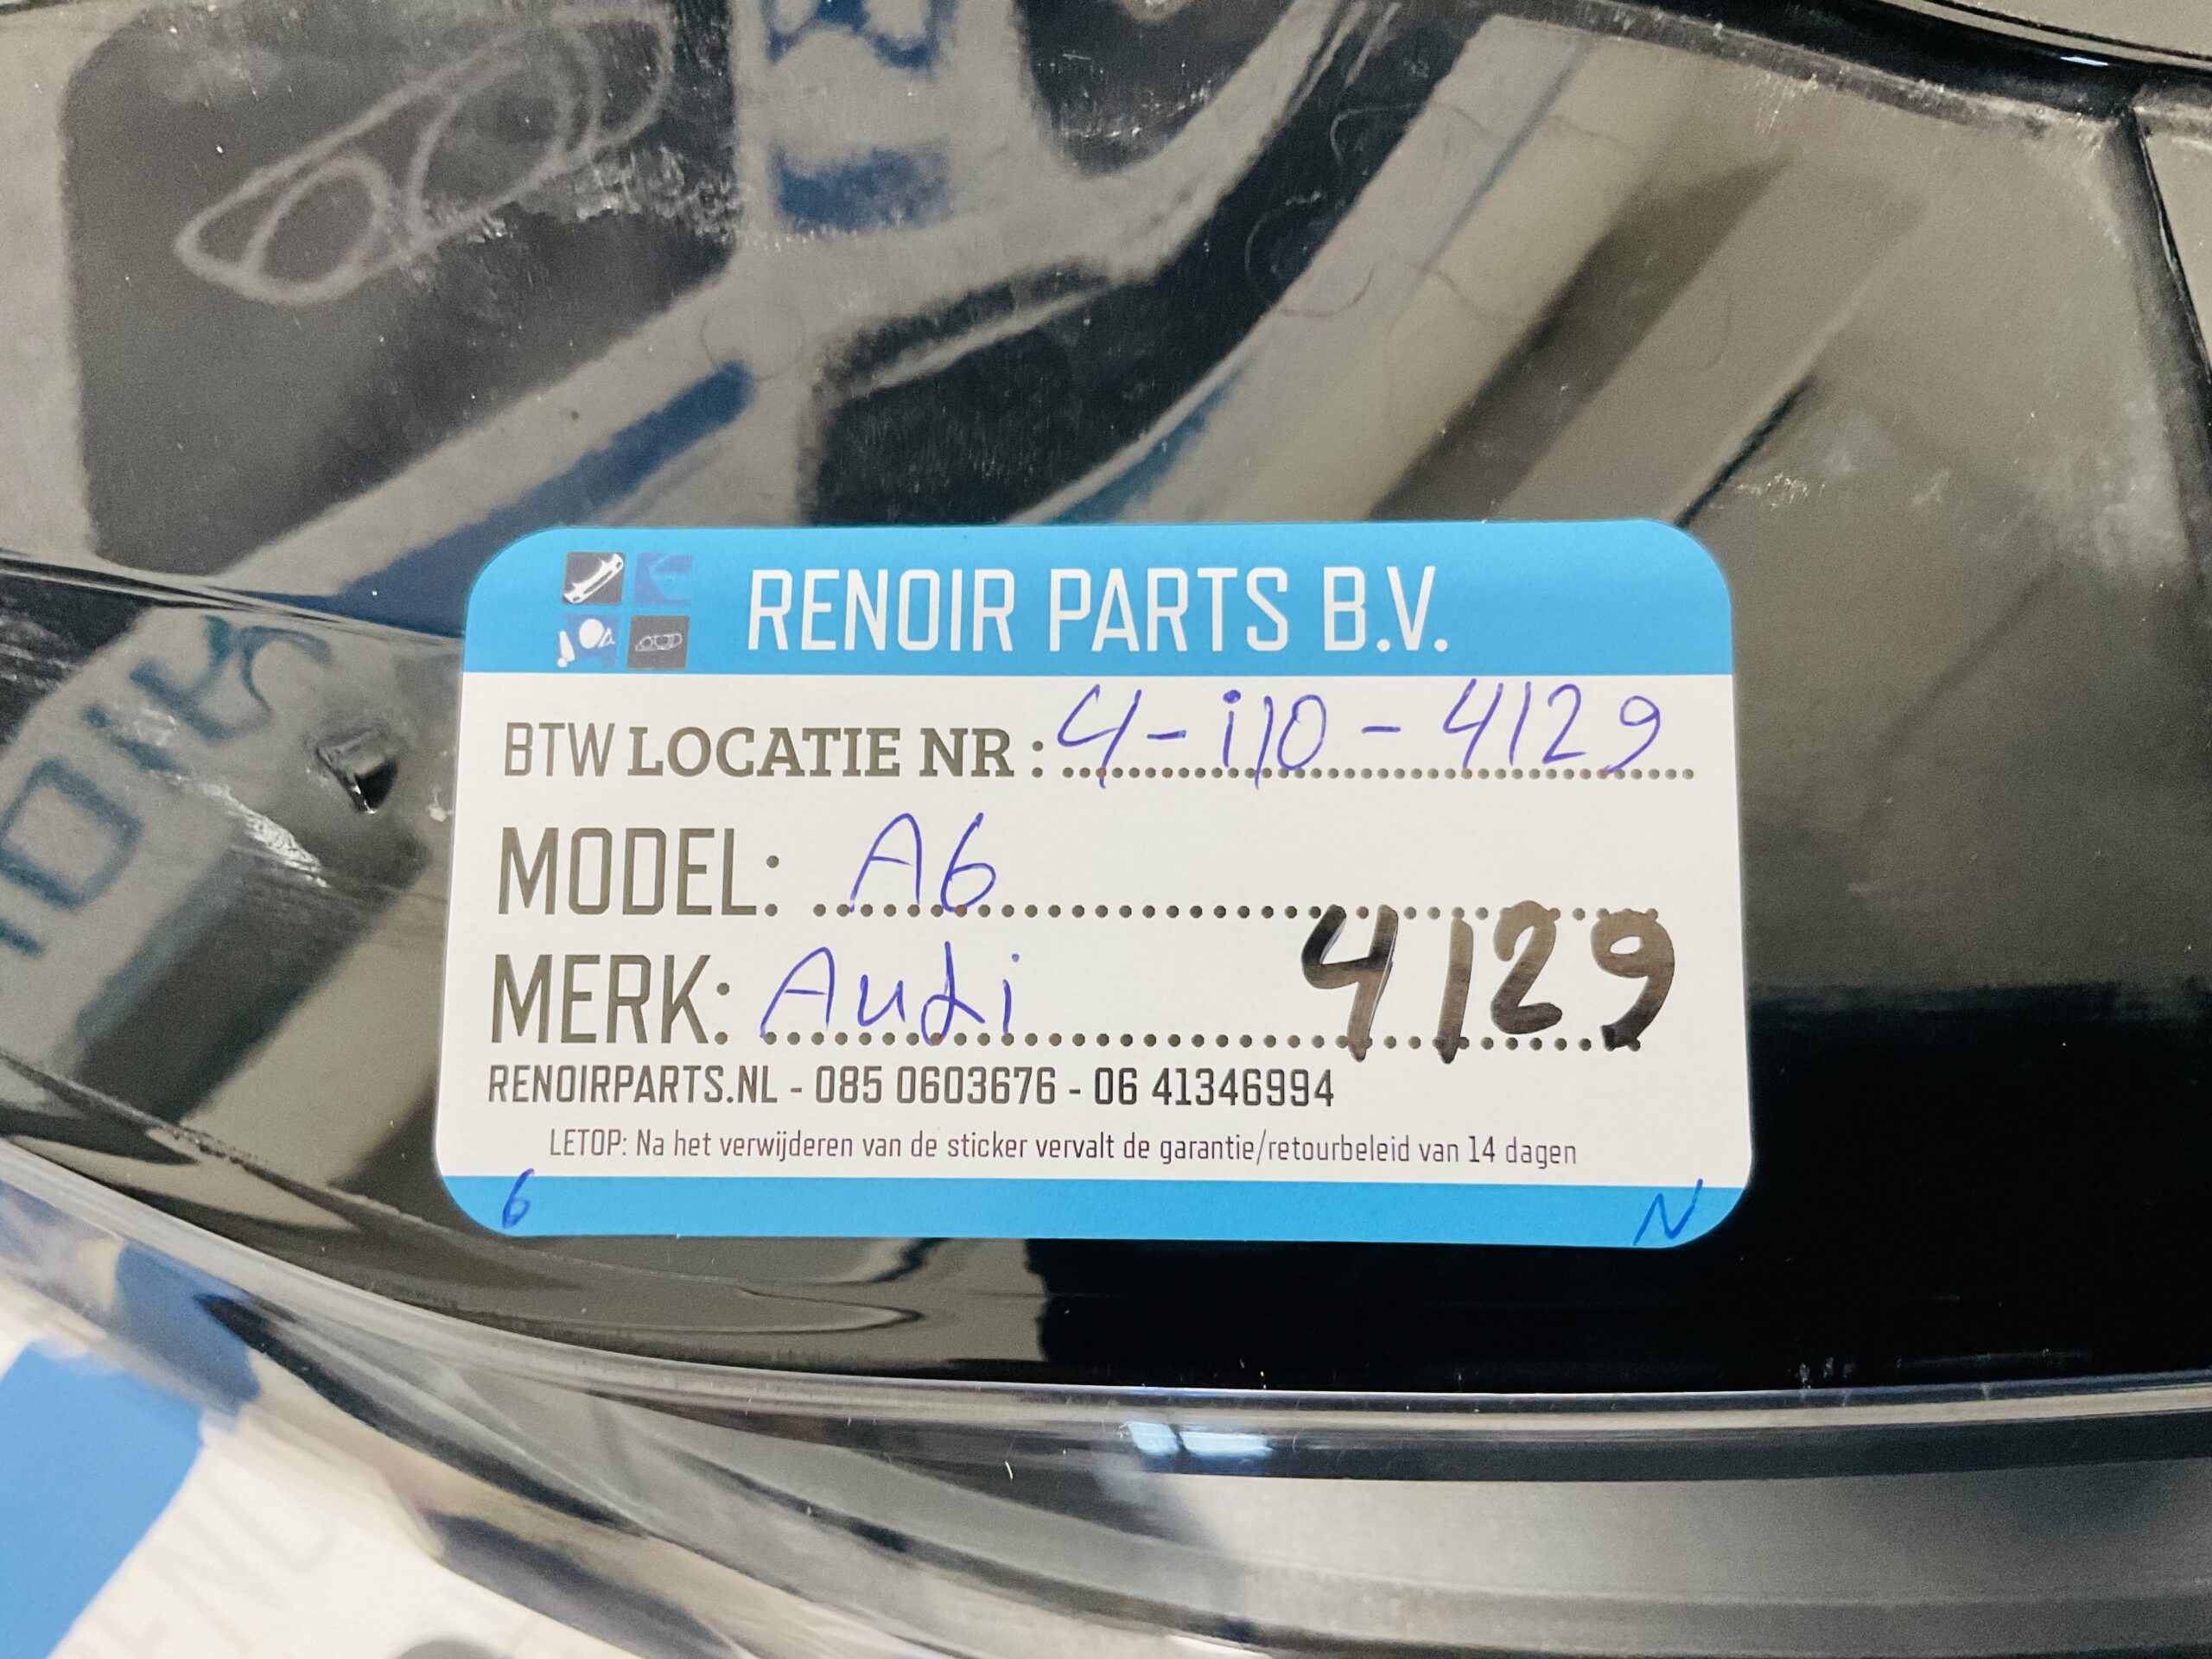 RENOIR PARTS B.V.
BTW LOCATIE NR : 4-i10-4129
MODEL: A6
MERK: Audi 4129
RENOIRPARTS.NL - 085 0603676 - 06 41346994
LETOP: Na het verwijderen van de sticker vervalt de garantie/retourbeleid van 14 dagen
6 N